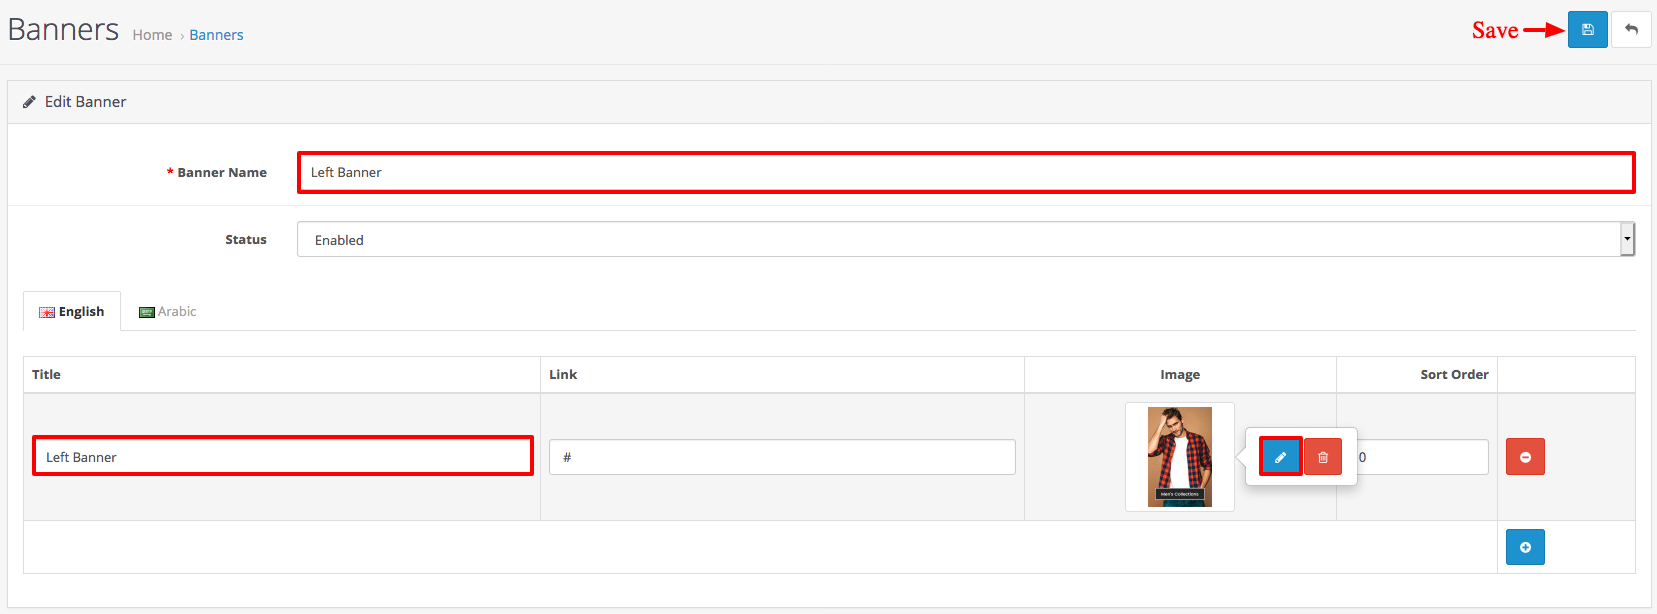 Banners Home › Banners
Save
Edit Banner
* Banner Name Left Banner
Status Enabled
English Arabic
Title Link Image Sort Order
Left Banner # 0
Men's Collections